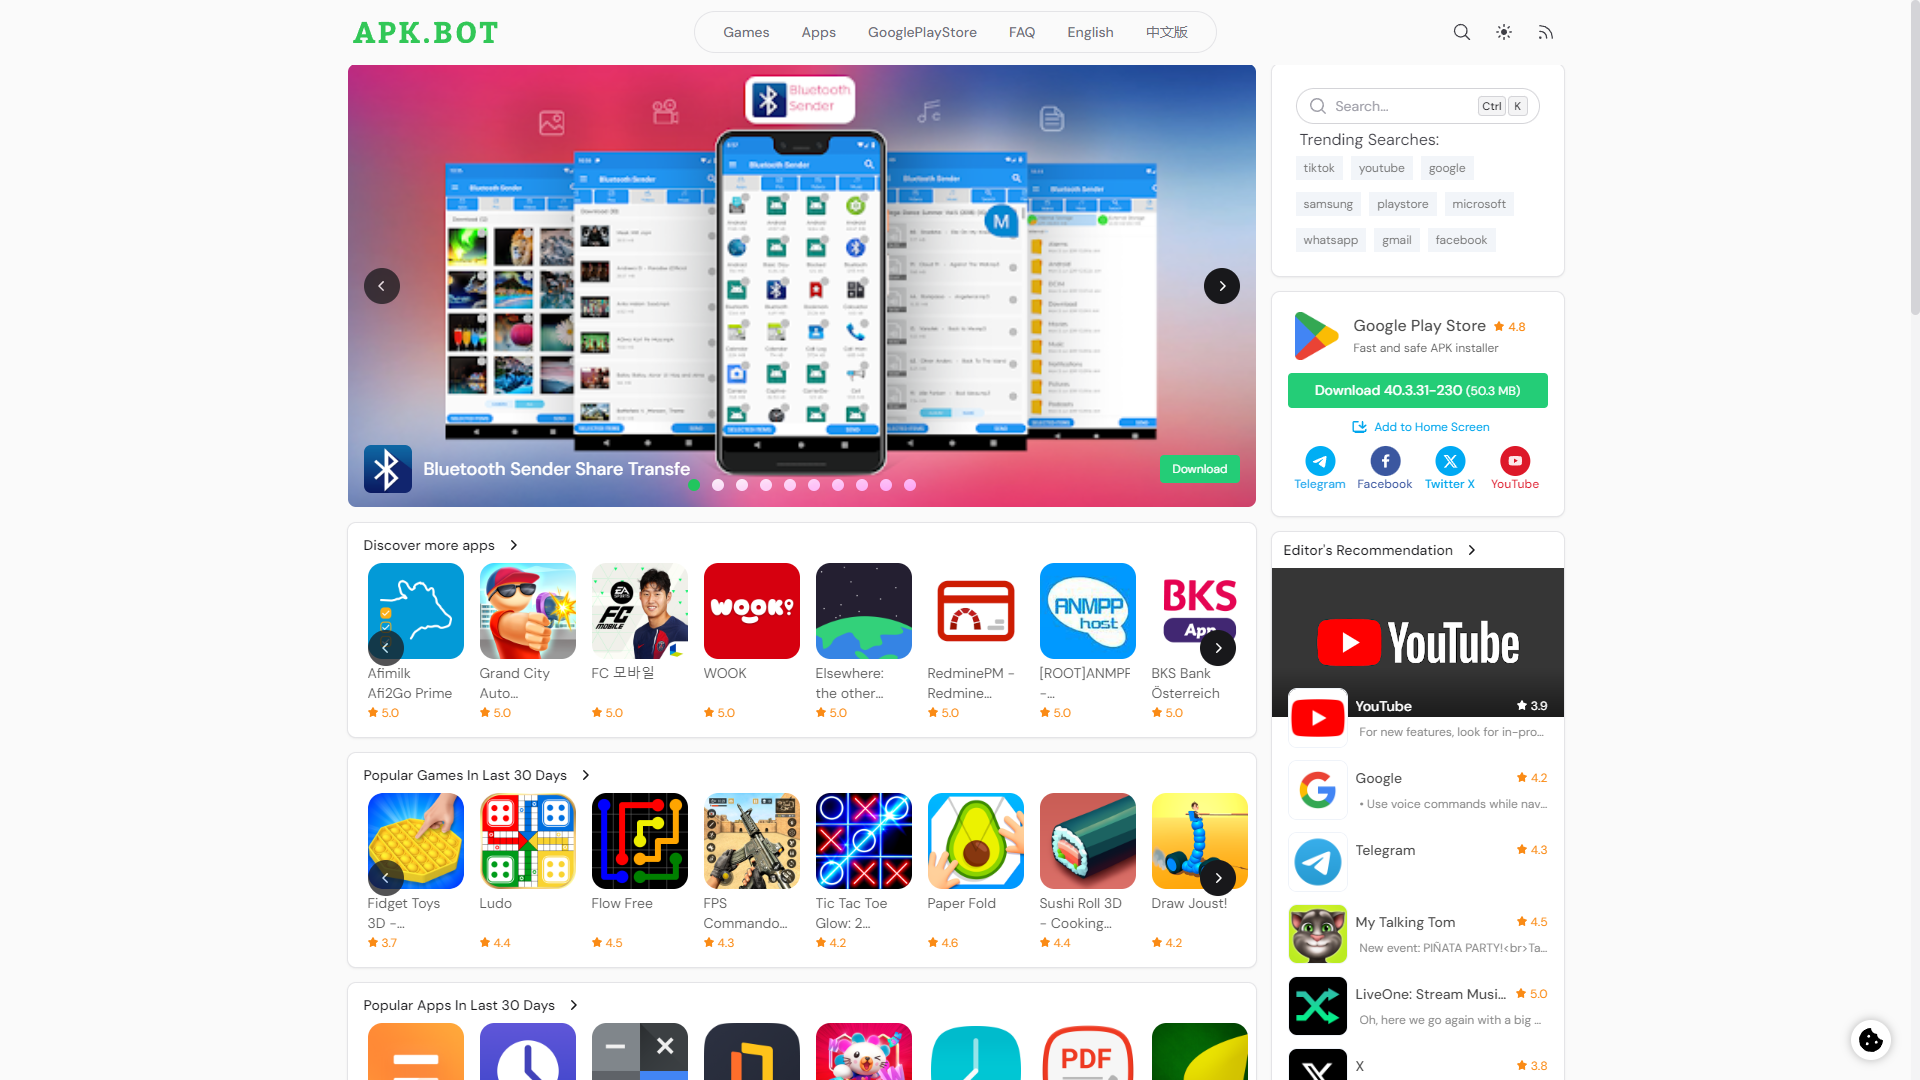 APK.BOT
Games
Apps
GooglePlayStore
FAQ
English
中文版
Bluetooth
Sender
Bluetooth Sender Share Transfe
Download
Search...
Ctrl
K
Trending Searches:
tiktok
youtube
google
samsung
playstore
microsoft
whatsapp
gmail
facebook
Google Play Store
4.8
Fast and safe APK installer
Download 40.3.31-230 (50.3 MB)
Add to Home Screen
Telegram
Facebook
Twitter X
YouTube
Discover more apps
EA
SPORTS
FC
MOBILE
WOOK
ANMPP
host
BKS
App
Afimilk
Afi2Go Prime
5.0
Grand City
Auto...
5.0
FC 모바일
5.0
WOOK
5.0
Elsewhere:
the other...
5.0
RedminePM -
Redmine...
5.0
[ROOT]ANMPP
-...
5.0
BKS Bank
Österreich
5.0
Popular Games In Last 30 Days
Fidget Toys
3D -...
3.7
Ludo
4.4
Flow Free
4.5
FPS
Commando...
4.3
Tic Tac Toe
Glow: 2...
4.2
Paper Fold
4.6
Sushi Roll 3D
- Cooking...
4.4
Draw Joust!
4.2
Popular Apps In Last 30 Days
PDF
Editor's Recommendation
YouTube
YouTube
3.9
For new features, look for in-pro...
Google
4.2
• Use voice commands while nav...
Telegram
4.3
My Talking Tom
4.5
New event: PIÑATA PARTY!<br>Ta...
LiveOne: Stream Musi...
5.0
Oh, here we go again with a big ...
X
3.8